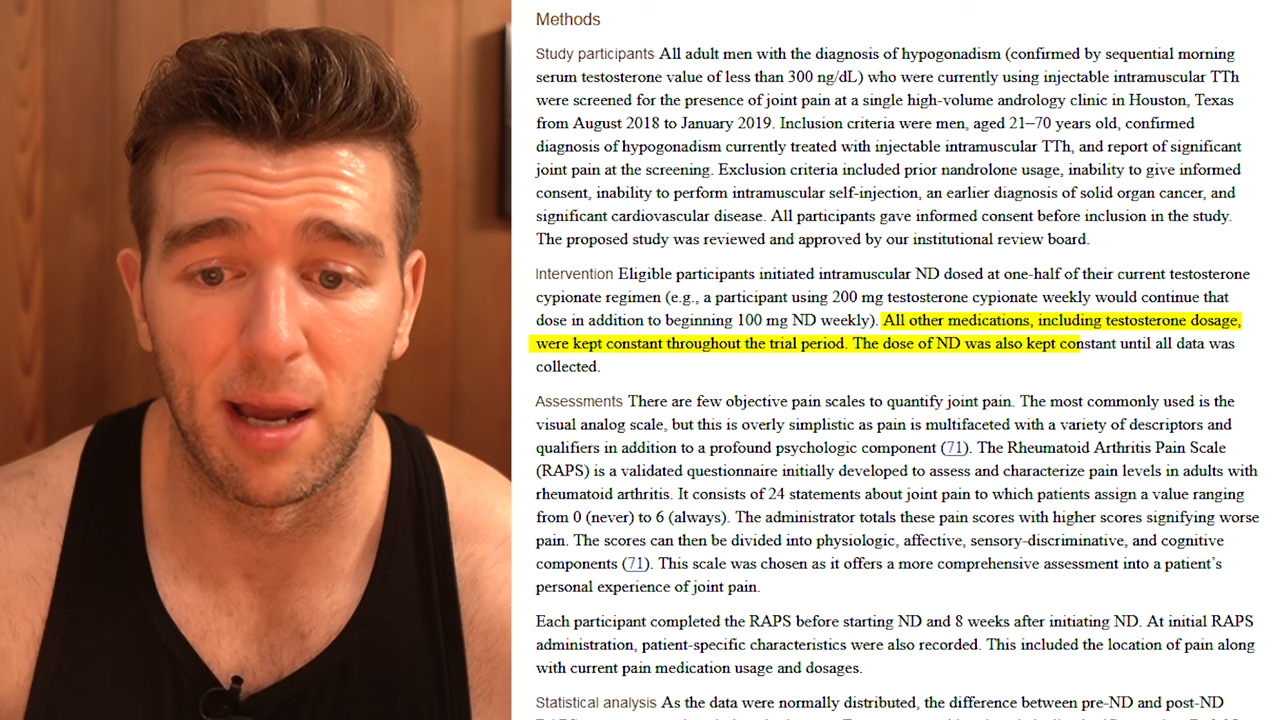 Methods
Study participants All adult men with the diagnosis of hypogonadism (confirmed by sequential morning
serum testosterone value of less than 300 ng/dL) who were currently using injectable intramuscular TTh
were screened for the presence of joint pain at a single high-volume andrology clinic in Houston, Texas
from August 2018 to January 2019. Inclusion criteria were men, aged 21–70 years old, confirmed
diagnosis of hypogonadism currently treated with injectable intramuscular TTh, and report of significant
joint pain at the screening. Exclusion criteria included prior nandrolone usage, inability to give informed
consent, inability to perform intramuscular self-injection, an earlier diagnosis of solid organ cancer, and
significant cardiovascular disease. All participants gave informed consent before inclusion in the study.
The proposed study was reviewed and approved by our institutional review board.
Intervention Eligible participants initiated intramuscular ND dosed at one-half of their current testosterone
cypionate regimen (e.g., a participant using 200 mg testosterone cypionate weekly would continue that
dose in addition to beginning 100 mg ND weekly). All other medications, including testosterone dosage,
were kept constant throughout the trial period. The dose of ND was also kept constant until all data was
collected.
Assessments There are few objective pain scales to quantify joint pain. The most commonly used is the
visual analog scale, but this is overly simplistic as pain is multifaceted with a variety of descriptors and
qualifiers in addition to a profound psychologic component (71). The Rheumatoid Arthritis Pain Scale
(RAPS) is a validated questionnaire initially developed to assess and characterize pain levels in adults with
rheumatoid arthritis. It consists of 24 statements about joint pain to which patients assign a value ranging
from 0 (never) to 6 (always). The administrator totals these pain scores with higher scores signifying worse
pain. The scores can then be divided into physiologic, affective, sensory-discriminative, and cognitive
components (71). This scale was chosen as it offers a more comprehensive assessment into a patient's
personal experience of joint pain.
Each participant completed the RAPS before starting ND and 8 weeks after initiating ND. At initial RAPS
administration, patient-specific characteristics were also recorded. This included the location of pain along
with current pain medication usage and dosages.
Statistical analysis As the data were normally distributed, the difference between pre-ND and post-ND